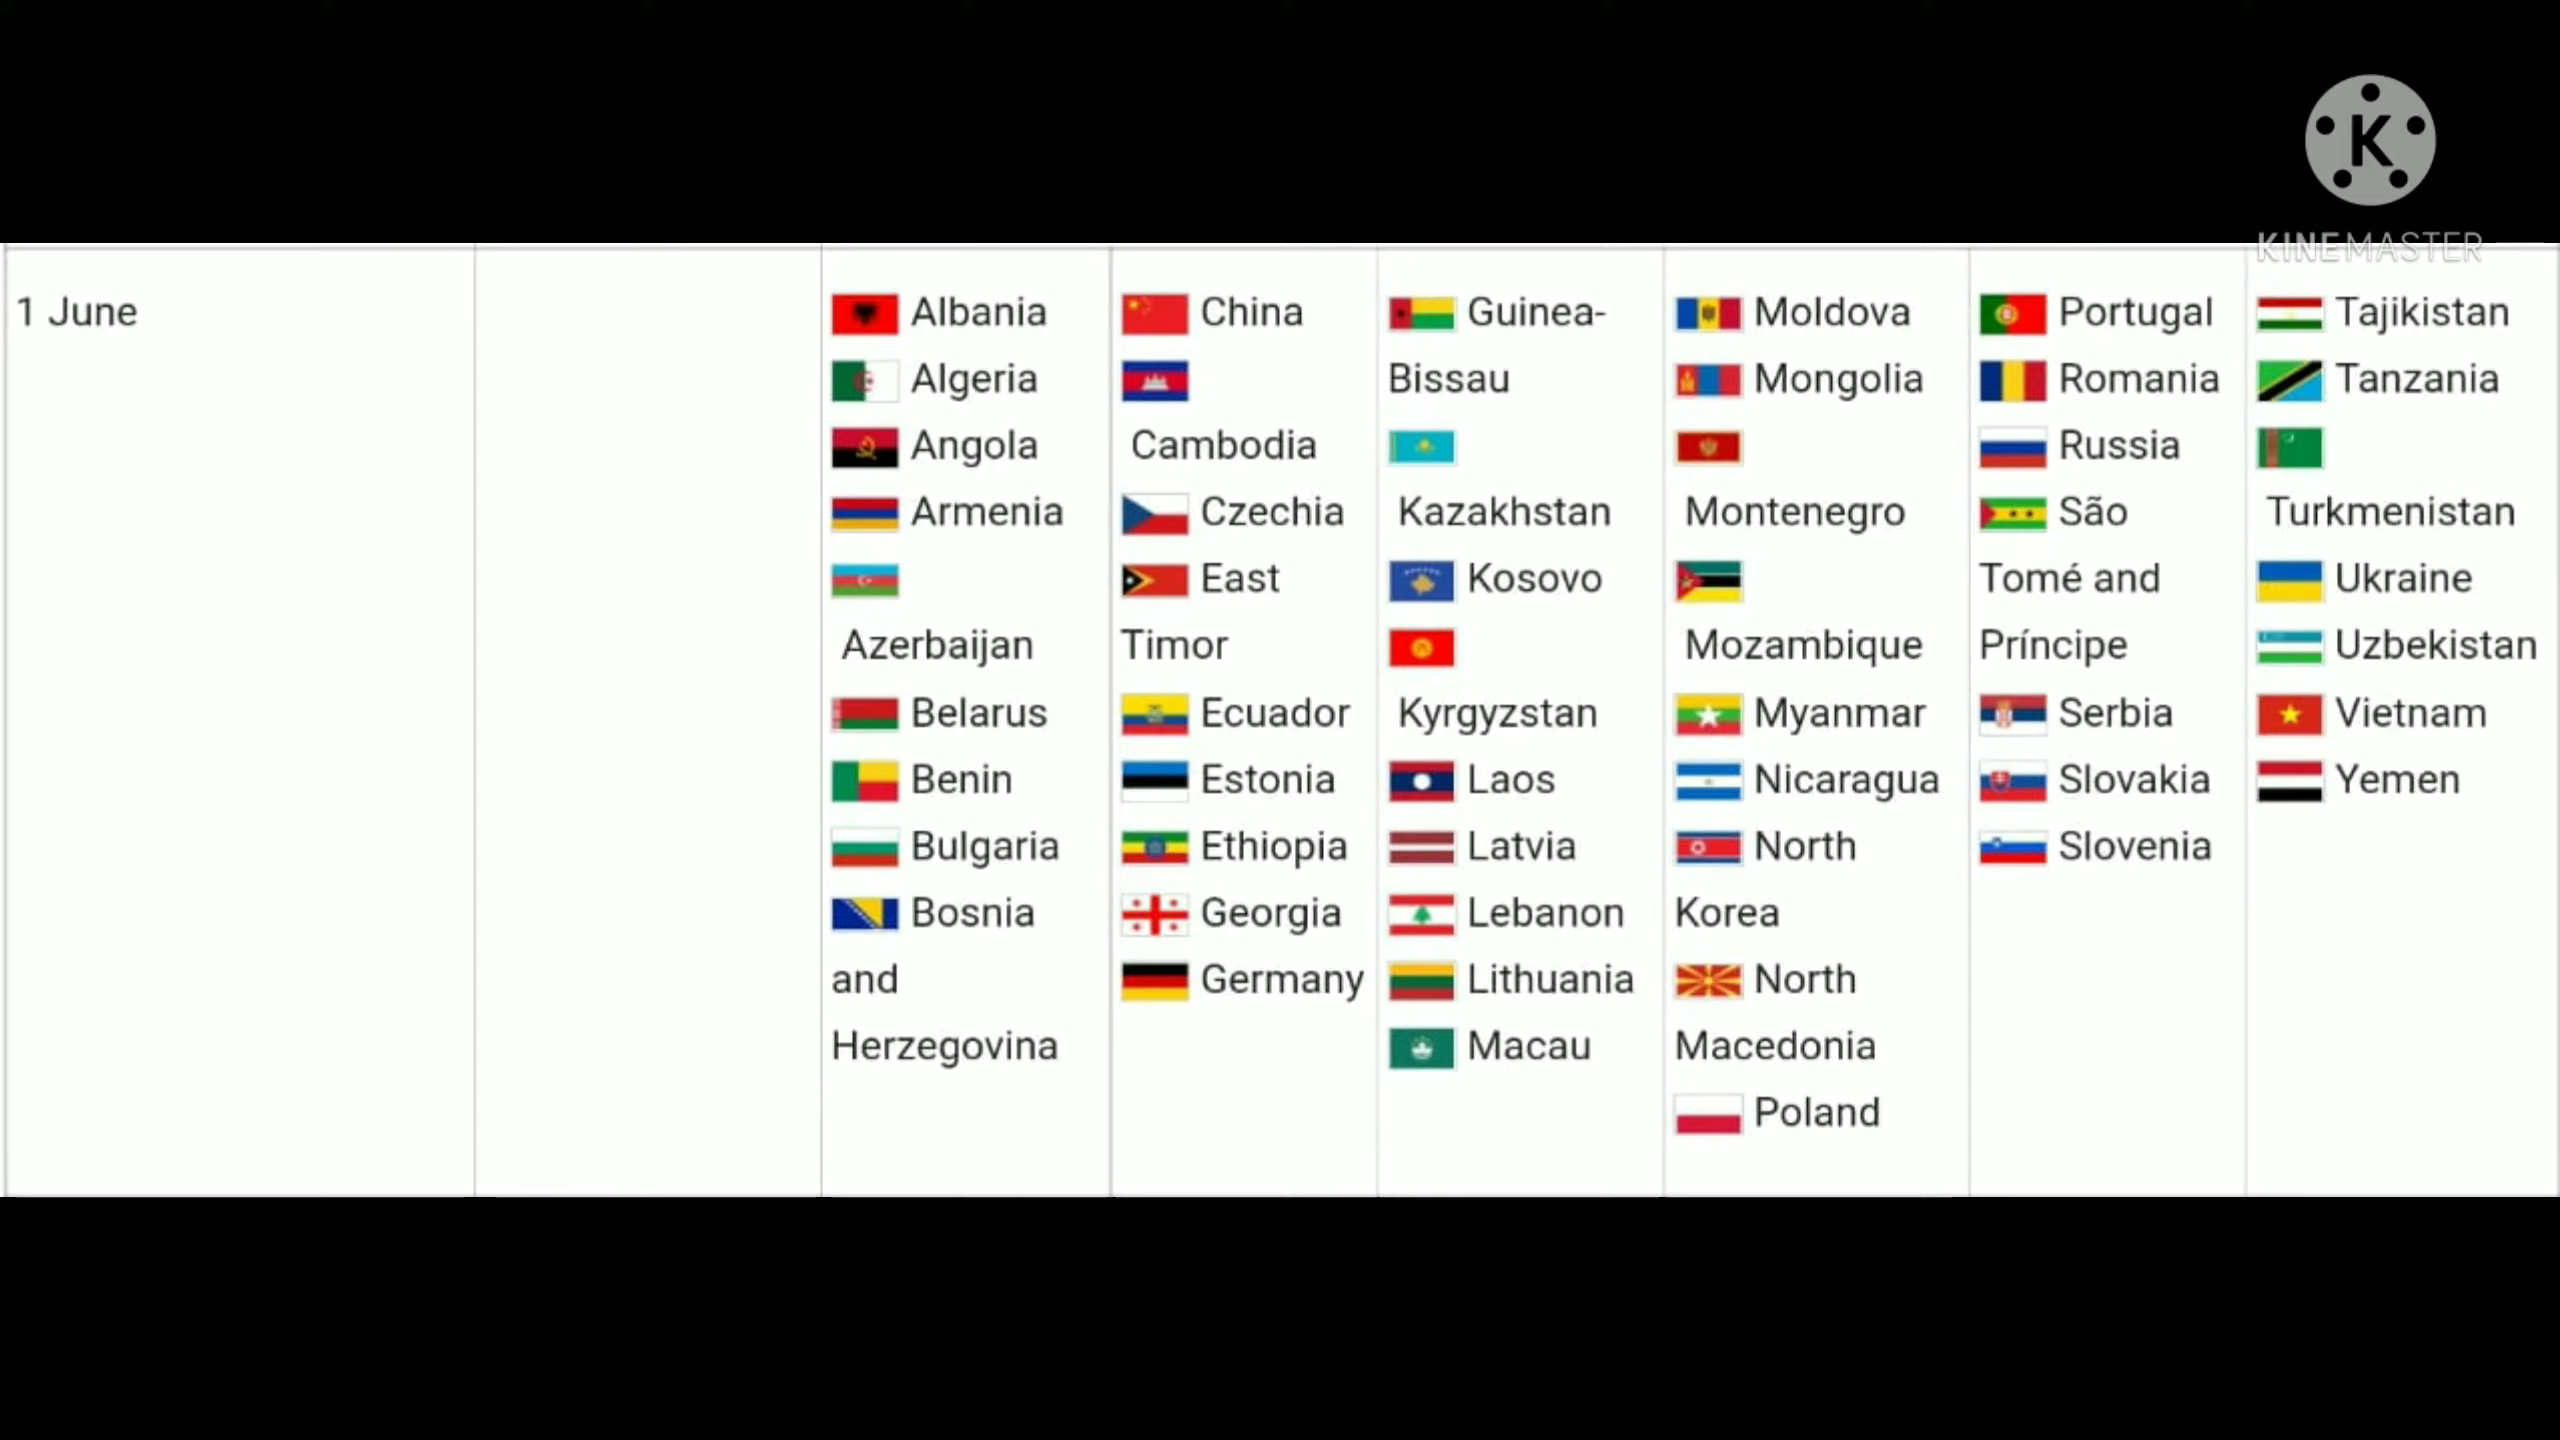 K
KINEMASTER
1 June
Albania
Algeria
Angola
Armenia
Azerbaijan
Belarus
Benin
Bulgaria
Bosnia
and
Herzegovina
China
Cambodia
Czechia
East
Timor
Ecuador
Estonia
Ethiopia
Georgia
Germany
Guinea-
Bissau
Kazakhstan
Kosovo
Kyrgyzstan
Laos
Latvia
Lebanon
Lithuania
Macau
Moldova
Mongolia
Montenegro
Mozambique
Myanmar
Nicaragua
North
Korea
North
Macedonia
Poland
Portugal
Romania
Russia
São
Tomé and
Príncipe
Serbia
Slovakia
Slovenia
Tajikistan
Tanzania
Turkmenistan
Ukraine
Uzbekistan
Vietnam
Yemen